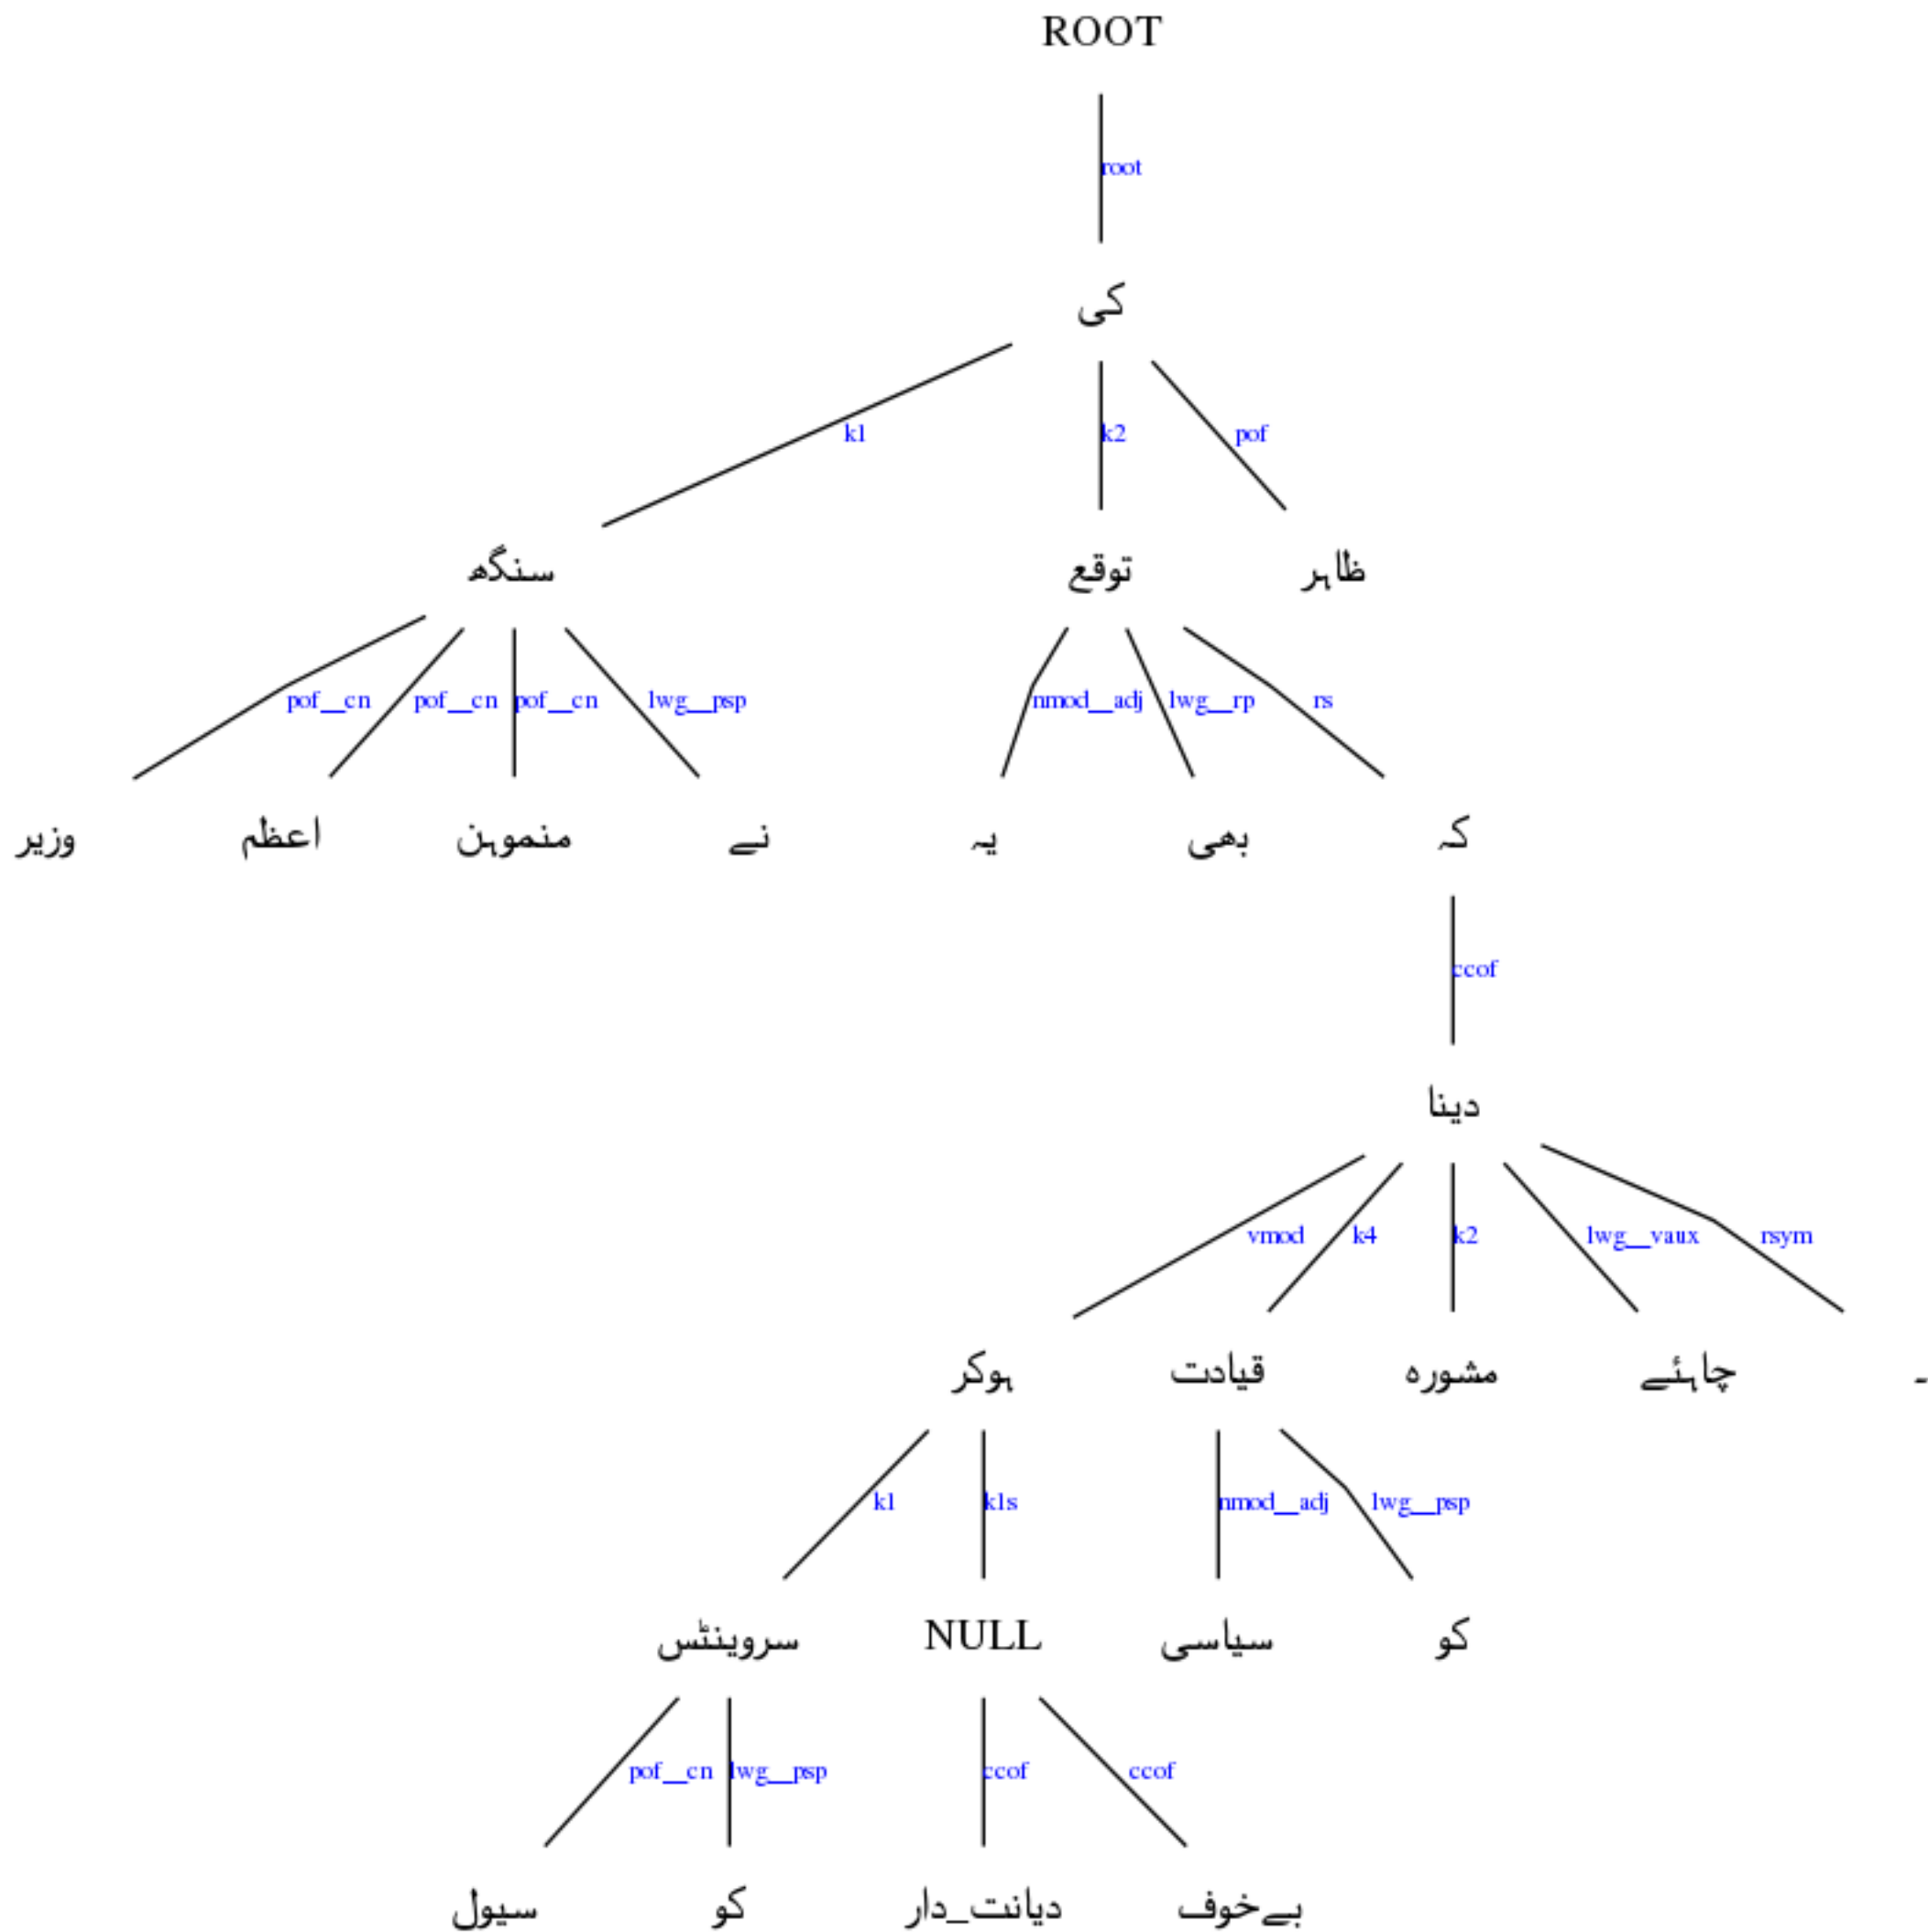 ROOT
root
کی
k1 k2 pof
سنگھ توقع ظاہر
pof__cn pof__cn pof__cn lwg__psp nmod__adj lwg__rp rs
وزیر اعظم منموہن نے یہ بھی کہ
ccof
دینا
vmod k4 k2 lwg__vaux rsym
ہوکر قیادت مشورہ چاہئے ۔
k1 k1s nmod__adj lwg__psp
سروینٹس NULL سیاسی کو
pof__cn lwg__psp ccof ccof
سیول کو دیانت_دار بےخوف